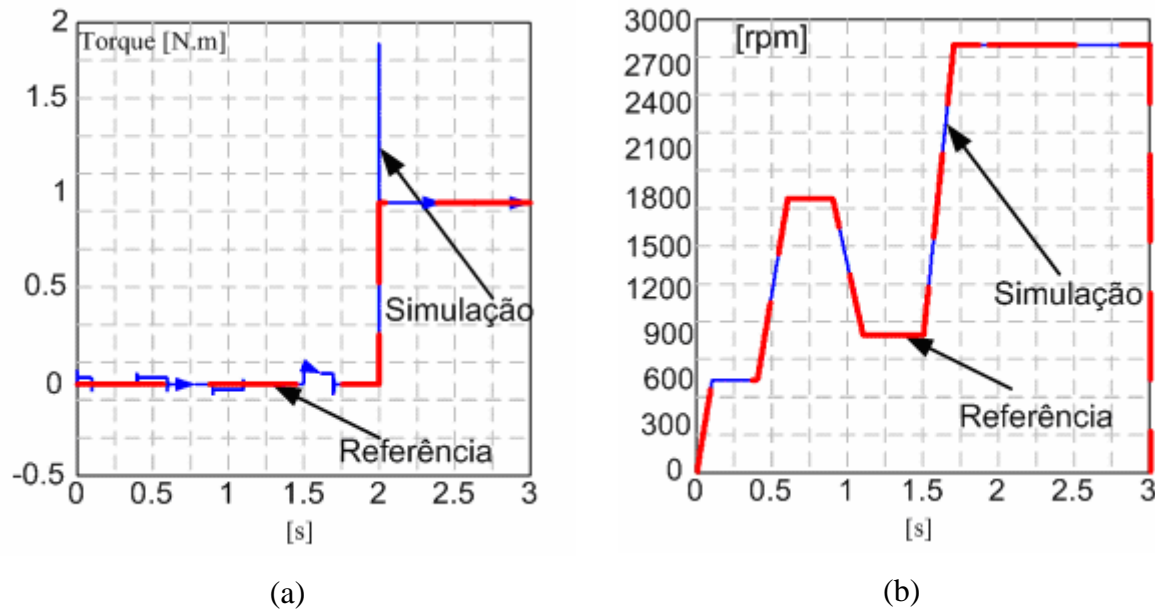 2
Torque [N.m]
1.5
1
0.5
Simulação
0
Referência
-0.5
0 0.5 1 1.5 2 2.5 3
[s]
(a)
3000
[rpm]
2700
2400
2100
1800
1500
1200
Simulação
900
600
Referência
300
0
0 0.5 1 1.5 2 2.5 3
[s]
(b)